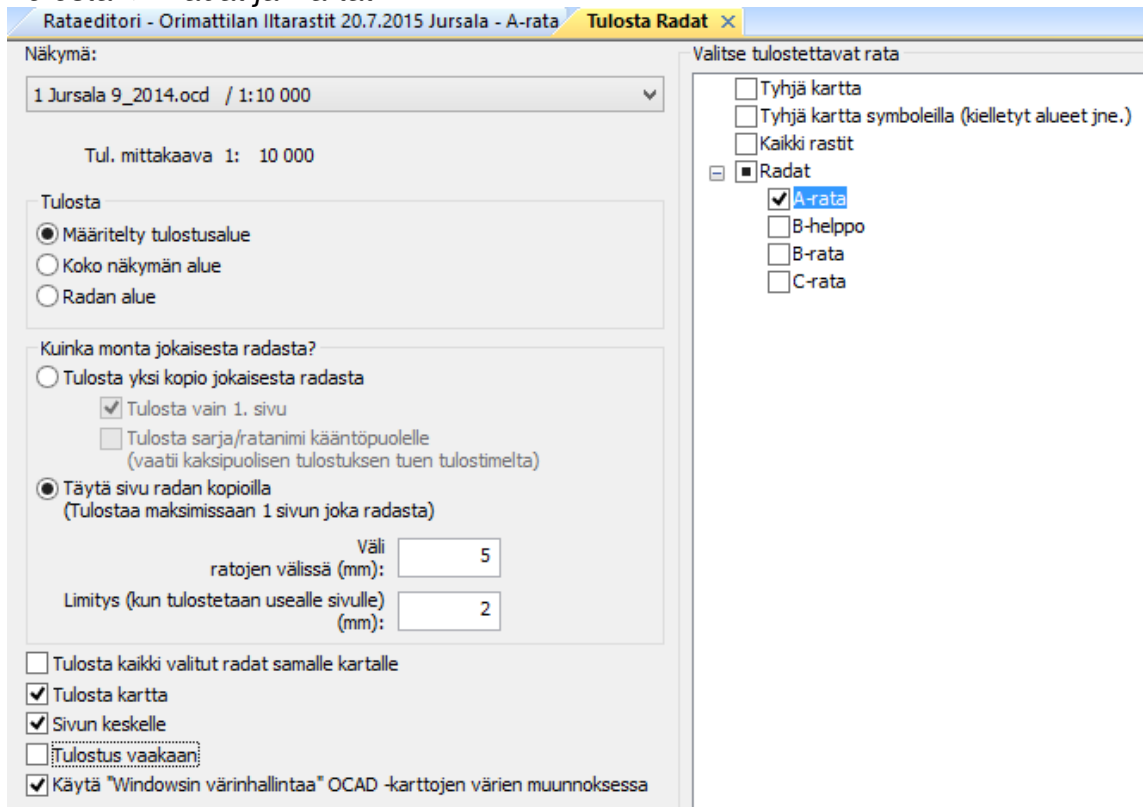 Rataeditori - Orimattilan Iltarastit 20.7.2015 Jursala - A-rata
Tulosta Radat
Näkymä:
1 Jursala 9_2014.ocd / 1:10 000
Tul. mittakaava 1: 10 000
Tulosta
Määritelty tulostusalue
Koko näkymän alue
Radan alue
Kuinka monta jokaisesta radasta?
Tulosta yksi kopio jokaisesta radasta
Tulosta vain 1. sivu
Tulosta sarja/ratanimi kääntöpuolelle
(vaatii kaksipuolisen tulostuksen tuen tulostimelta)
Täytä sivu radan kopioilla
(Tulostaa maksimissaan 1 sivun joka radasta)
Väli
ratojen välissä (mm): 5
Limitys (kun tulostetaan usealle sivulle)
(mm): 2
Tulosta kaikki valitut radat samalle kartalle
Tulosta kartta
Sivun keskelle
Tulostus vaakaan
Käytä "Windowsin värinhallintaa" OCAD -karttojen värien muunnoksessa
Valitse tulostettavat rata
Tyhjä kartta
Tyhjä kartta symboleilla (kielletyt alueet jne.)
Kaikki rastit
Radat
A-rata
B-helppo
B-rata
C-rata